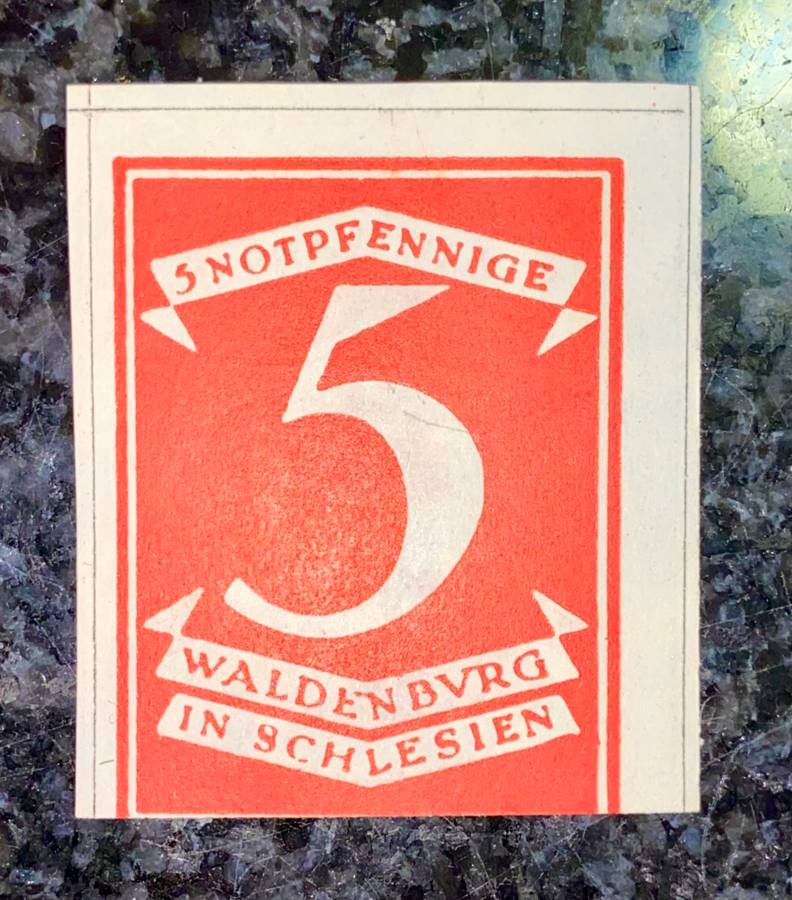 5 NOTPFENNIGE
5
WALDENBVRG
IN SCHLESIEN